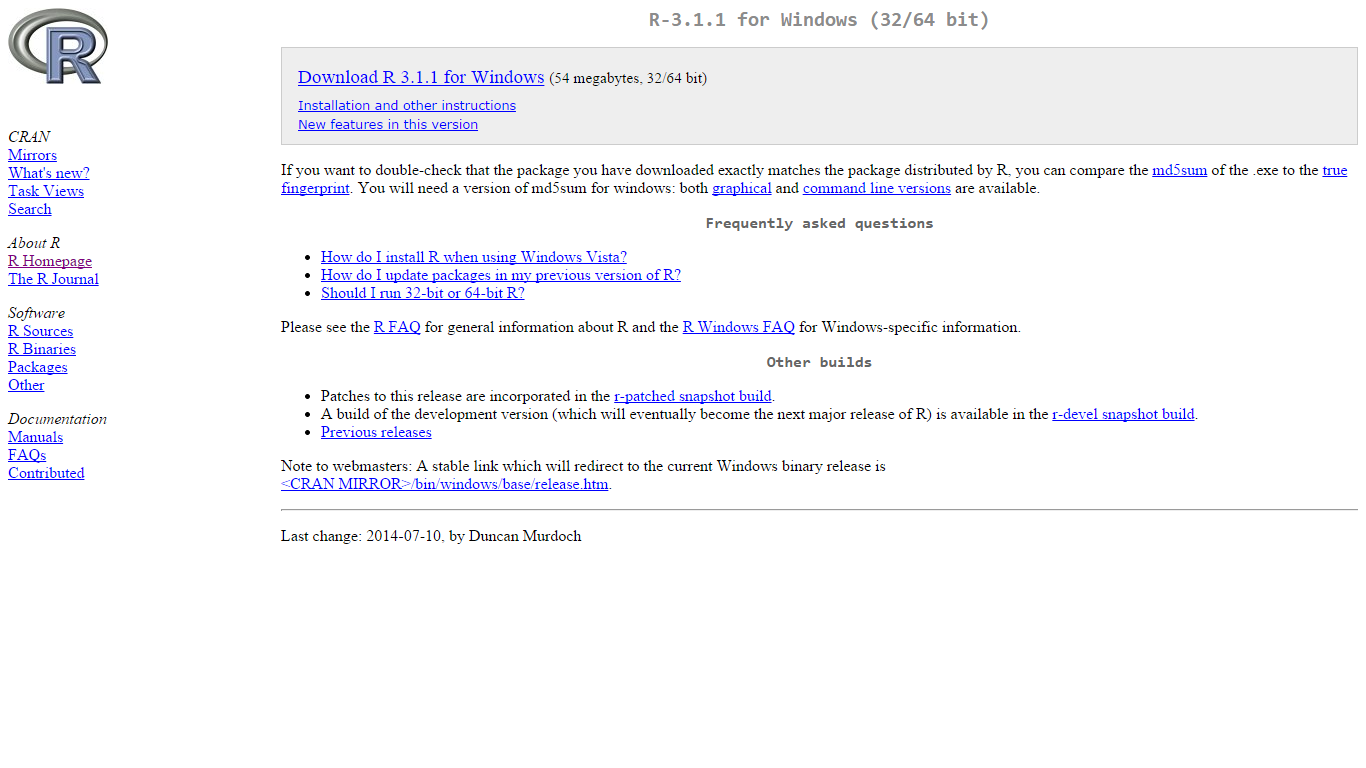 R
CRAN
Mirrors
What's new?
Task Views
Search
About R
R Homepage
The R Journal
Software
R Sources
R Binaries
Packages
Other
Documentation
Manuals
FAQs
Contributed
R-3.1.1 for Windows (32/64 bit)
Download R 3.1.1 for Windows (54 megabytes, 32/64 bit)
Installation and other instructions
New features in this version
If you want to double-check that the package you have downloaded exactly matches the package distributed by R, you can compare the md5sum of the .exe to the true
fingerprint. You will need a version of md5sum for windows: both graphical and command line versions are available.
Frequently asked questions
• How do I install R when using Windows Vista?
• How do I update packages in my previous version of R?
• Should I run 32-bit or 64-bit R?
Please see the R FAQ for general information about R and the R Windows FAQ for Windows-specific information.
Other builds
• Patches to this release are incorporated in the r-patched snapshot build.
• A build of the development version (which will eventually become the next major release of R) is available in the r-devel snapshot build.
• Previous releases
Note to webmasters: A stable link which will redirect to the current Windows binary release is
<CRAN MIRROR>/bin/windows/base/release.htm.
Last change: 2014-07-10, by Duncan Murdoch